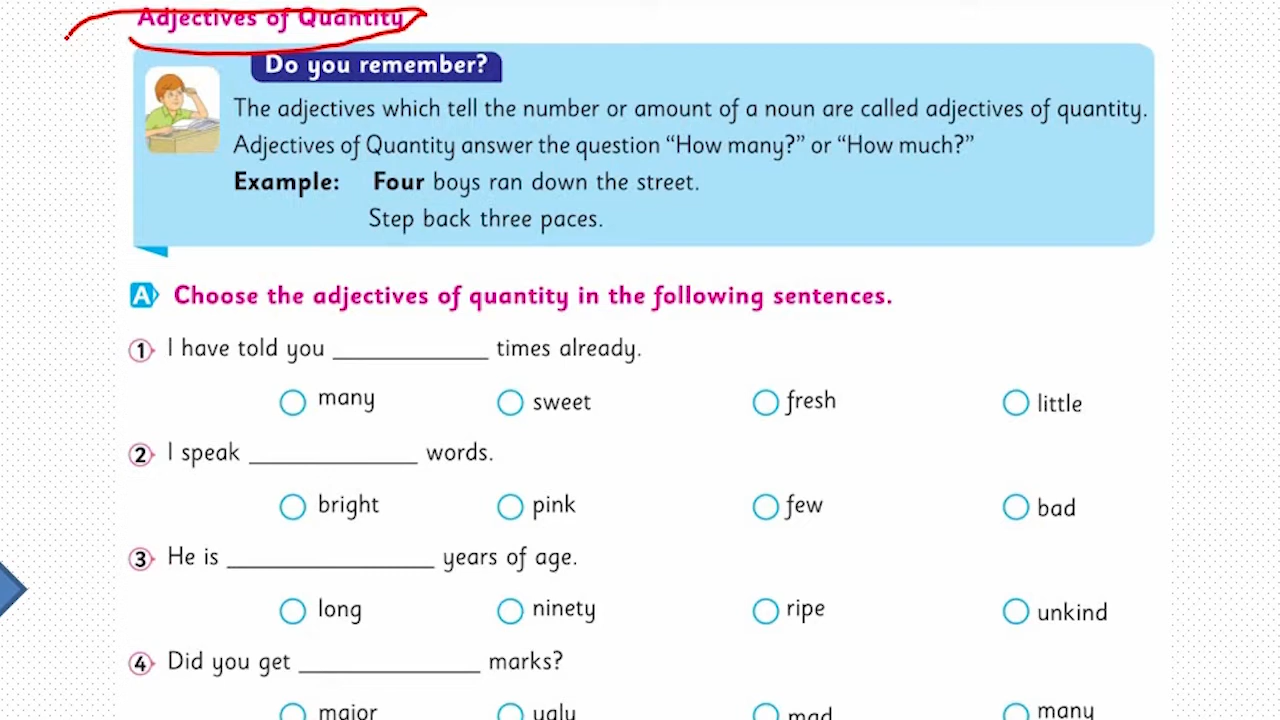 Adjectives of Quantity
Do you remember?
The adjectives which tell the number or amount of a noun are called adjectives of quantity.
Adjectives of Quantity answer the question “How many?” or “How much?”
Example: Four boys ran down the street.
Step back three paces.
A Choose the adjectives of quantity in the following sentences.
1 I have told you ____________ times already.
many sweet fresh little
2 I speak _____________ words.
bright pink few bad
3 He is ________________ years of age.
long ninety ripe unkind
4 Did you get ______________ marks?
major ugly mad many